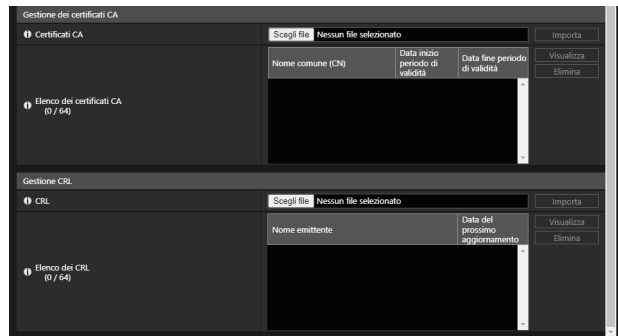 Gestione dei certificati CA
Certificati CA
Scegli file Nessun file selezionato
Importa
Nome comune (CN)
Data inizio
periodo di
validità
Data fine periodo
di validità
Visualizza
Elimina
Elenco dei certificati CA
(0 / 64)
Gestione CRL
CRL
Scegli file Nessun file selezionato
Importa
Nome emittente
Data del
prossimo
aggiornamento
Visualizza
Elimina
Elenco dei CRL
(0 / 64)